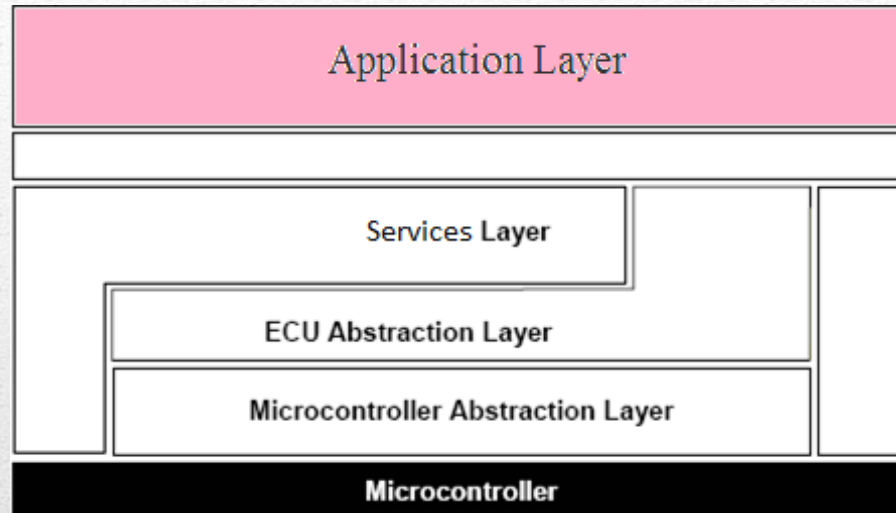 Application Layer
Services Layer
ECU Abstraction Layer
Microcontroller Abstraction Layer
Microcontroller